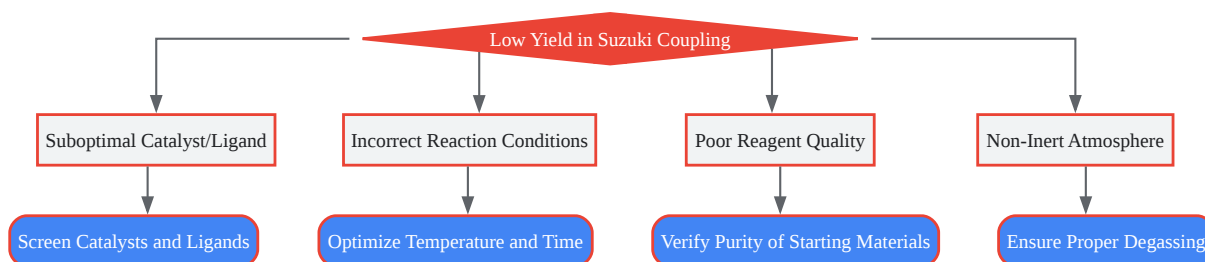 Low Yield in Suzuki Coupling
Suboptimal Catalyst/Ligand
Incorrect Reaction Conditions
Poor Reagent Quality
Non-Inert Atmosphere
Screen Catalysts and Ligands
Optimize Temperature and Time
Verify Purity of Starting Materials
Ensure Proper Degassing